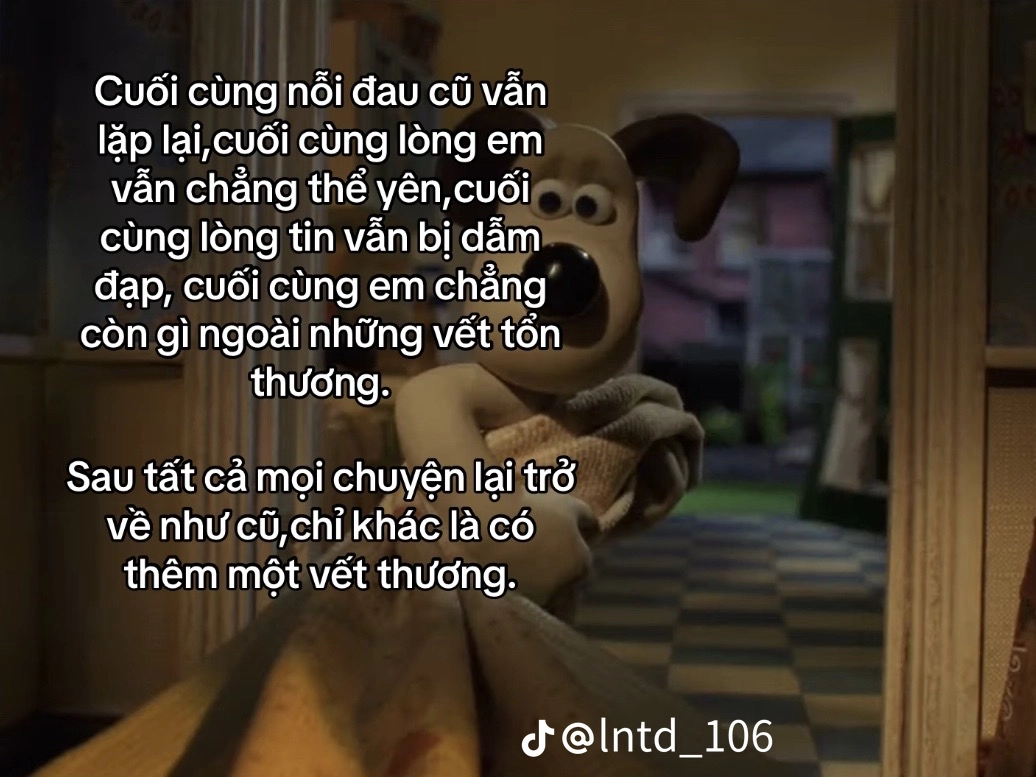 Cuối cùng nỗi đau cũ vẫn
lặp lại,cuối cùng lòng em
vẫn chẳng thể yên,cuối
cùng lòng tin vẫn bị dẫm
đạp, cuối cùng em chẳng
còn gì ngoài những vết tổn
thương.
Sau tất cả mọi chuyện lại trở
về như cũ,chỉ khác là có
thêm một vết thương.
@lntd_106